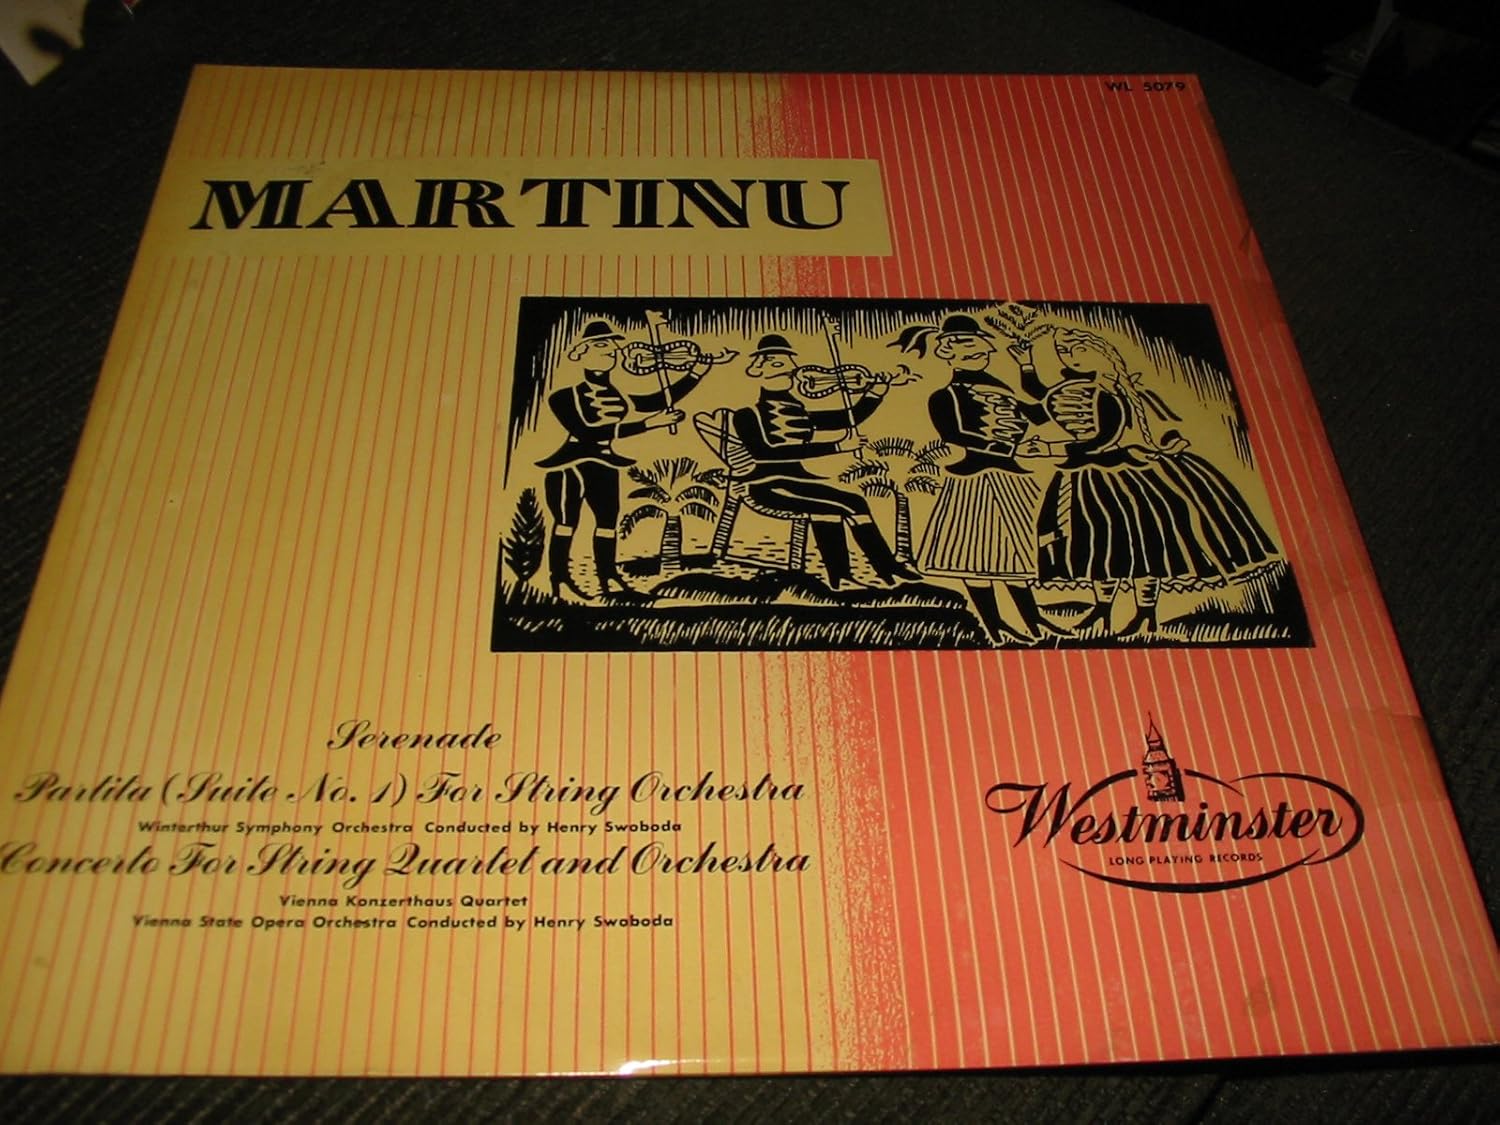 WL 5079
MARTINU
Serenade
Partita (Suite No. 1) For String Orchestra
Winterthur Symphony Orchestra Conducted by Henry Swoboda
Concerto For String Quartet and Orchestra
Vienna Konzerthaus Quartet
Vienna State Opera Orchestra Conducted by Henry Swoboda
Westminster
LONG PLAYING RECORDS